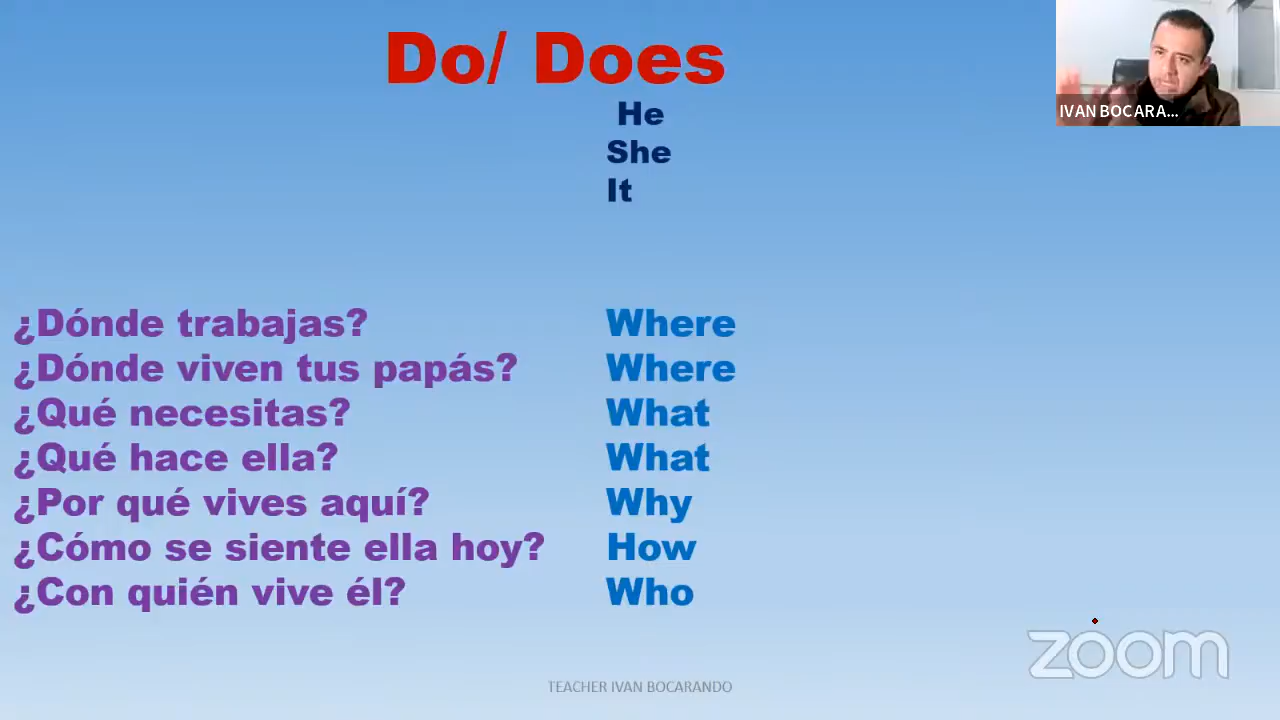 Do/ Does
He
She
It
IVAN BOCARA...
¿Dónde trabajas? Where
¿Dónde viven tus papás? Where
¿Qué necesitas? What
¿Qué hace ella? What
¿Por qué vives aquí? Why
¿Cómo se siente ella hoy? How
¿Con quién vive él? Who
zoom
TEACHER IVAN BOCARANDO